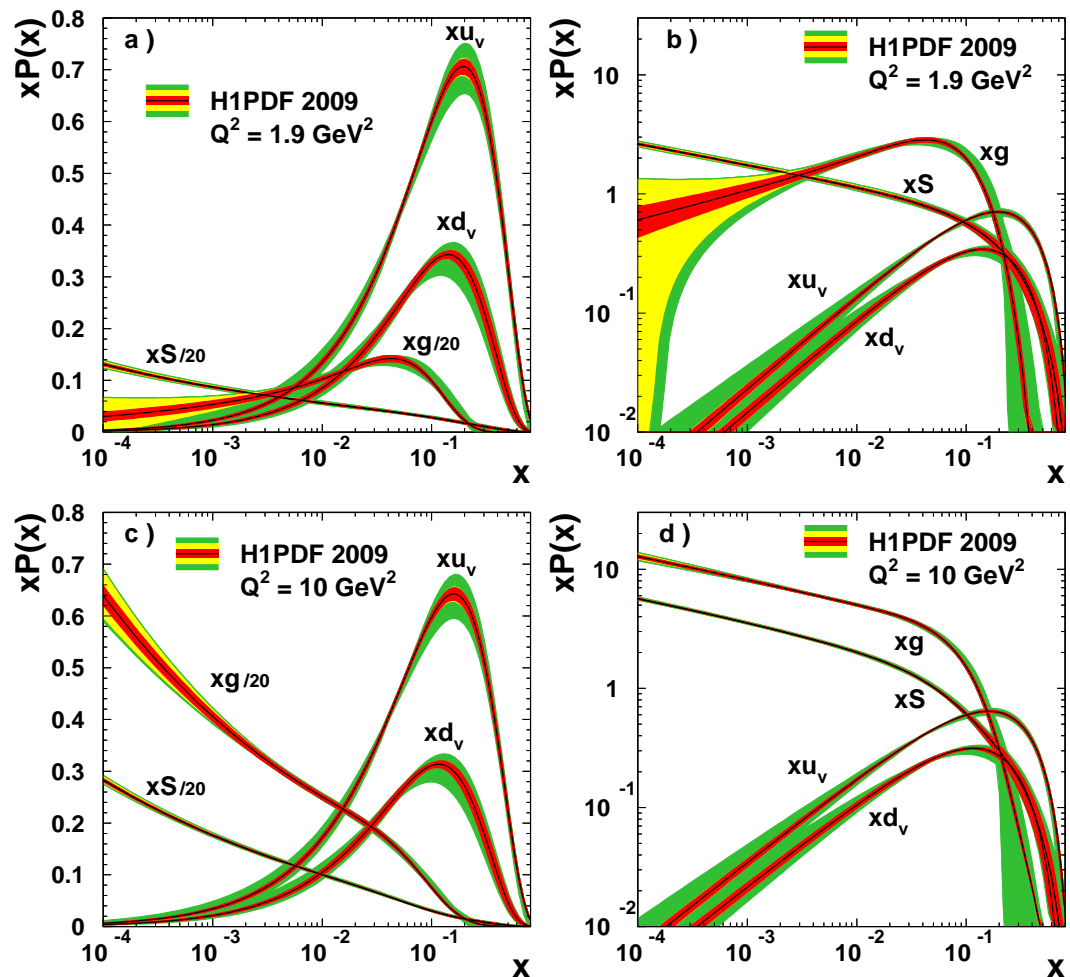 a )
xP(x)
H1PDF 2009
Q² = 1.9 GeV²
xu_v
xd_v
xg/20
xS/20
0.8
0.7
0.6
0.5
0.4
0.3
0.2
0.1
0
10⁻⁴ 10⁻³ 10⁻² 10⁻¹
x
b )
xP(x)
H1PDF 2009
Q² = 1.9 GeV²
xg
xS
xu_v
xd_v
10
1
10⁻¹
10⁻²
10⁻⁴ 10⁻³ 10⁻² 10⁻¹
x
c )
xP(x)
H1PDF 2009
Q² = 10 GeV²
xu_v
xg/20
xd_v
xS/20
0.8
0.7
0.6
0.5
0.4
0.3
0.2
0.1
0
10⁻⁴ 10⁻³ 10⁻² 10⁻¹
x
d )
xP(x)
H1PDF 2009
Q² = 10 GeV²
xg
xS
xu_v
xd_v
10
1
10⁻¹
10⁻²
10⁻⁴ 10⁻³ 10⁻² 10⁻¹
x